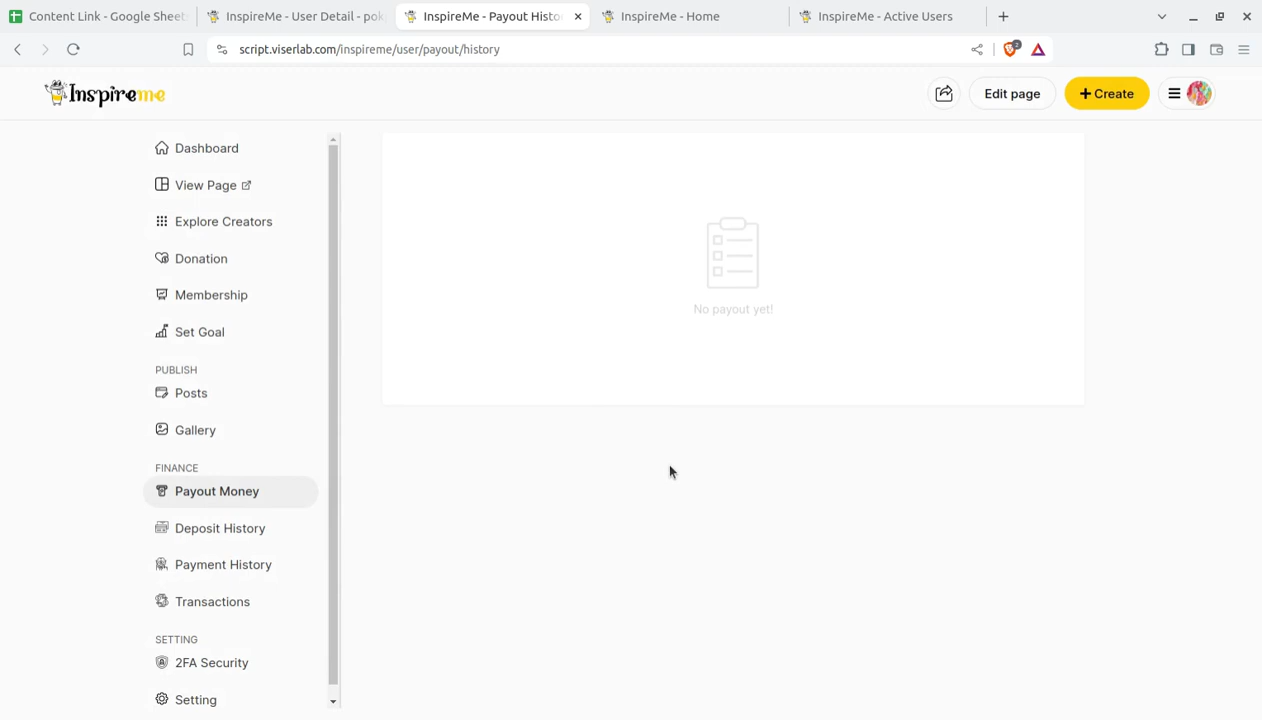 Content Link - Google Sheets
InspireMe - User Detail - pok
InspireMe - Payout Histo
InspireMe - Home
InspireMe - Active Users
script.viserlab.com/inspireme/user/payout/history
2
Inspireme
Edit page
+ Create
Dashboard
View Page
Explore Creators
Donation
Membership
Set Goal
PUBLISH
Posts
Gallery
FINANCE
Payout Money
Deposit History
Payment History
Transactions
SETTING
2FA Security
Setting
No payout yet!